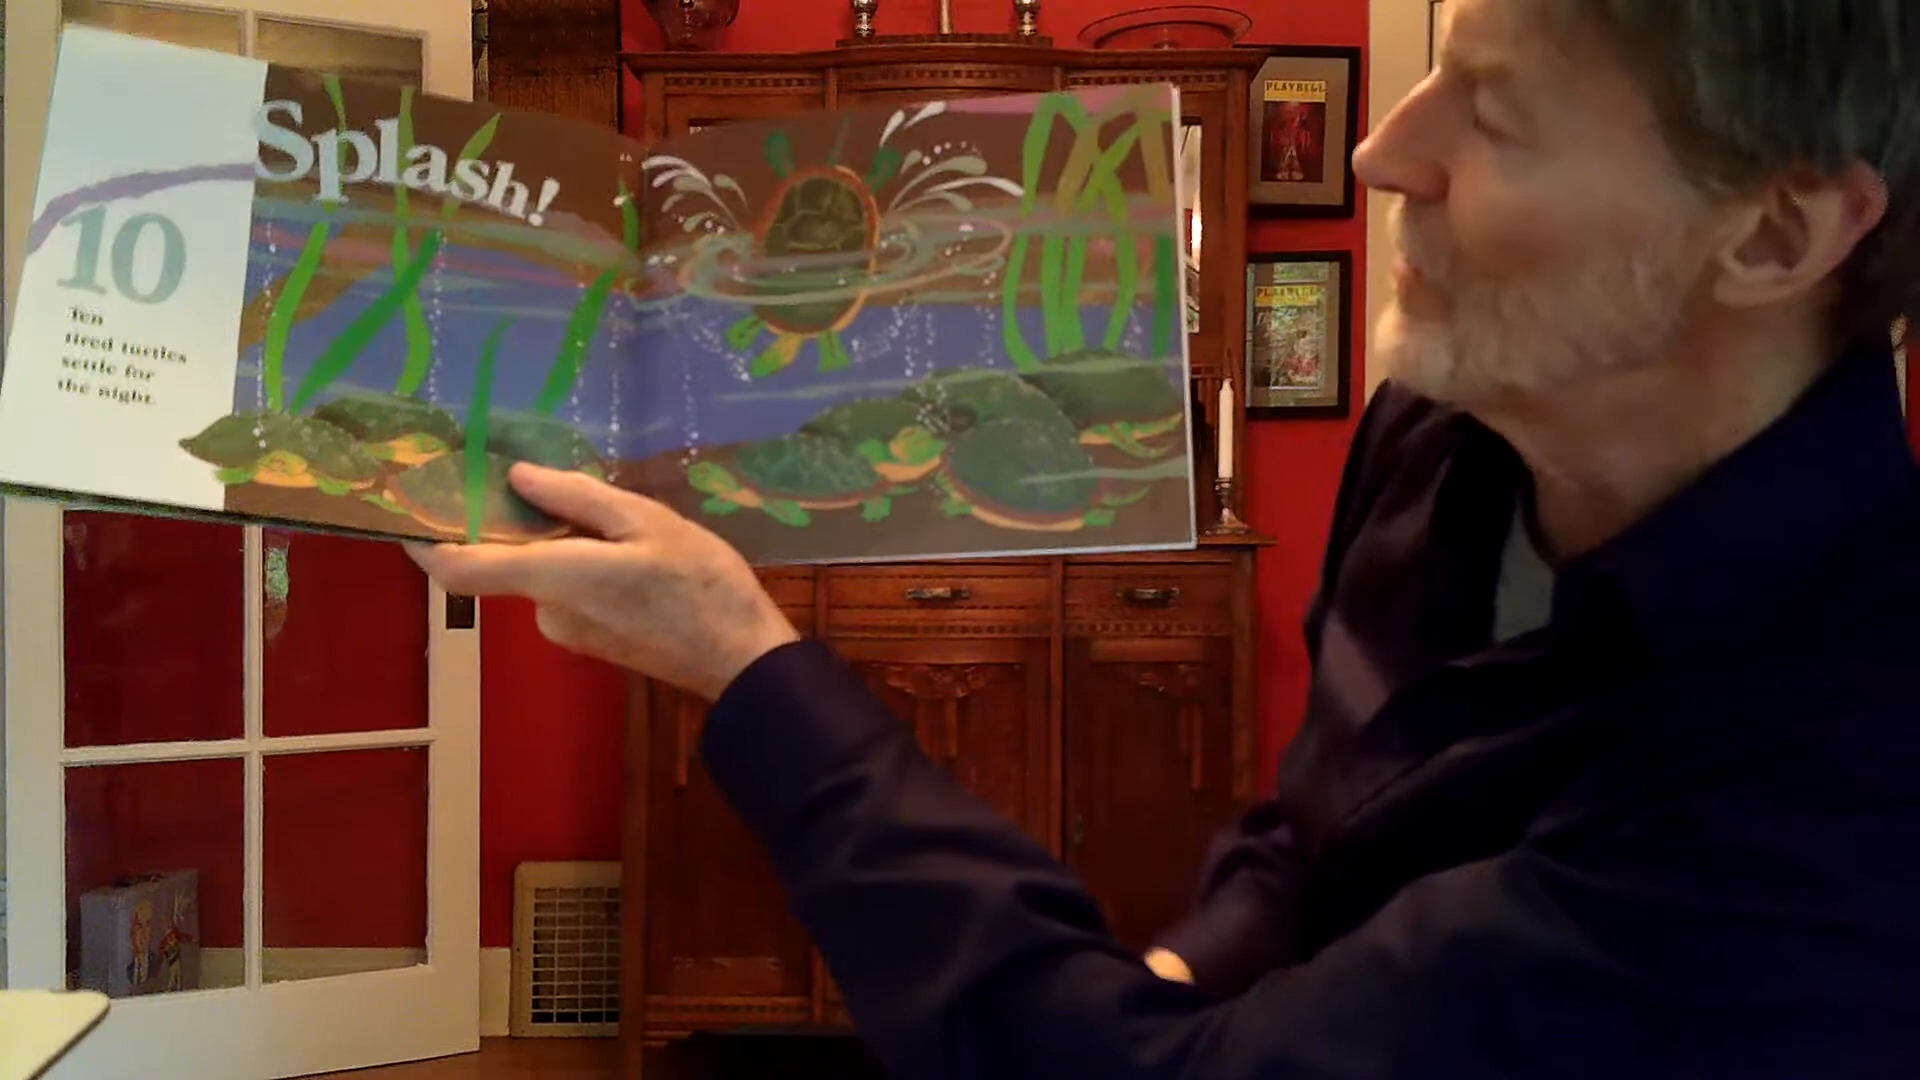 10
Ten
tired turtles
settle for
the night.
Splash!
PLAYBILL
PLAYBILL